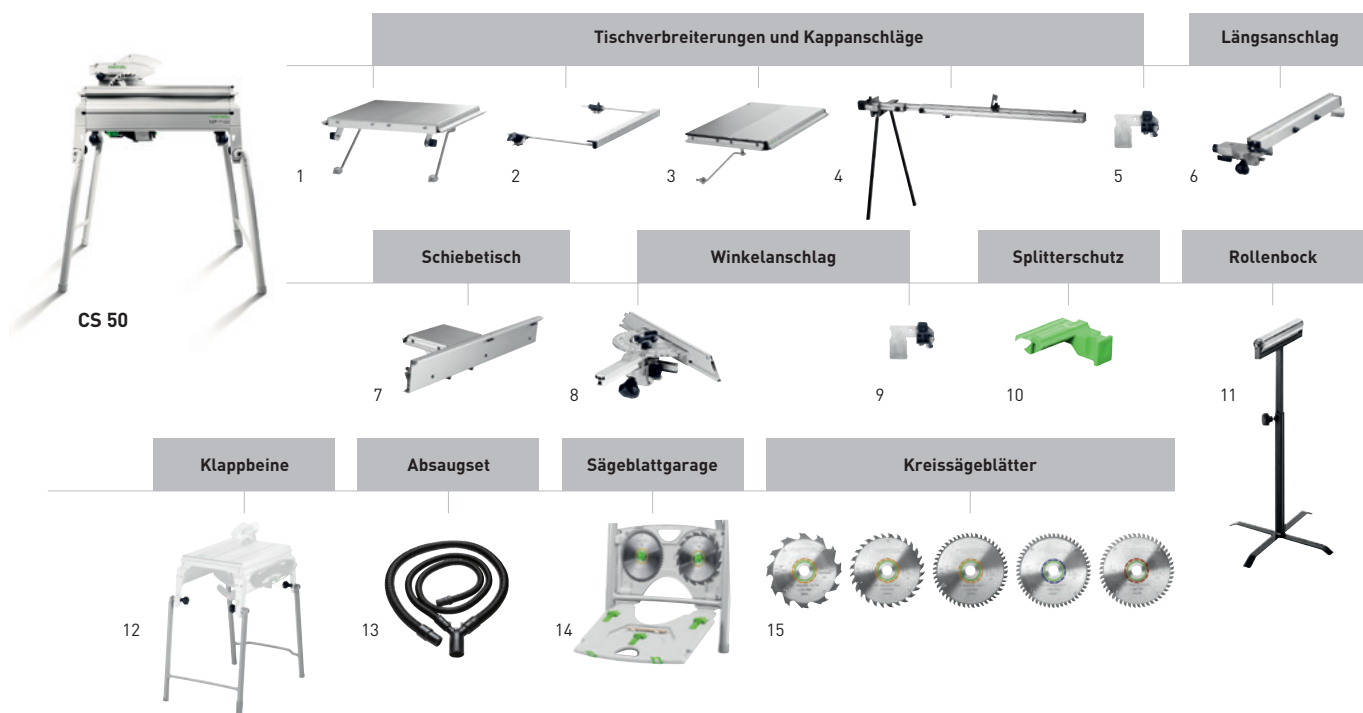 Tischverbreiterungen und Kappanschläge
Längsanschlag
1
2
3
4
5
6
CS 50
Schiebetisch
Winkelanschlag
Splitterschutz
Rollenbock
7
8
9
10
11
Klappbeine
Absaugset
Sägeblattgarage
Kreissägeblätter
12
13
14
15